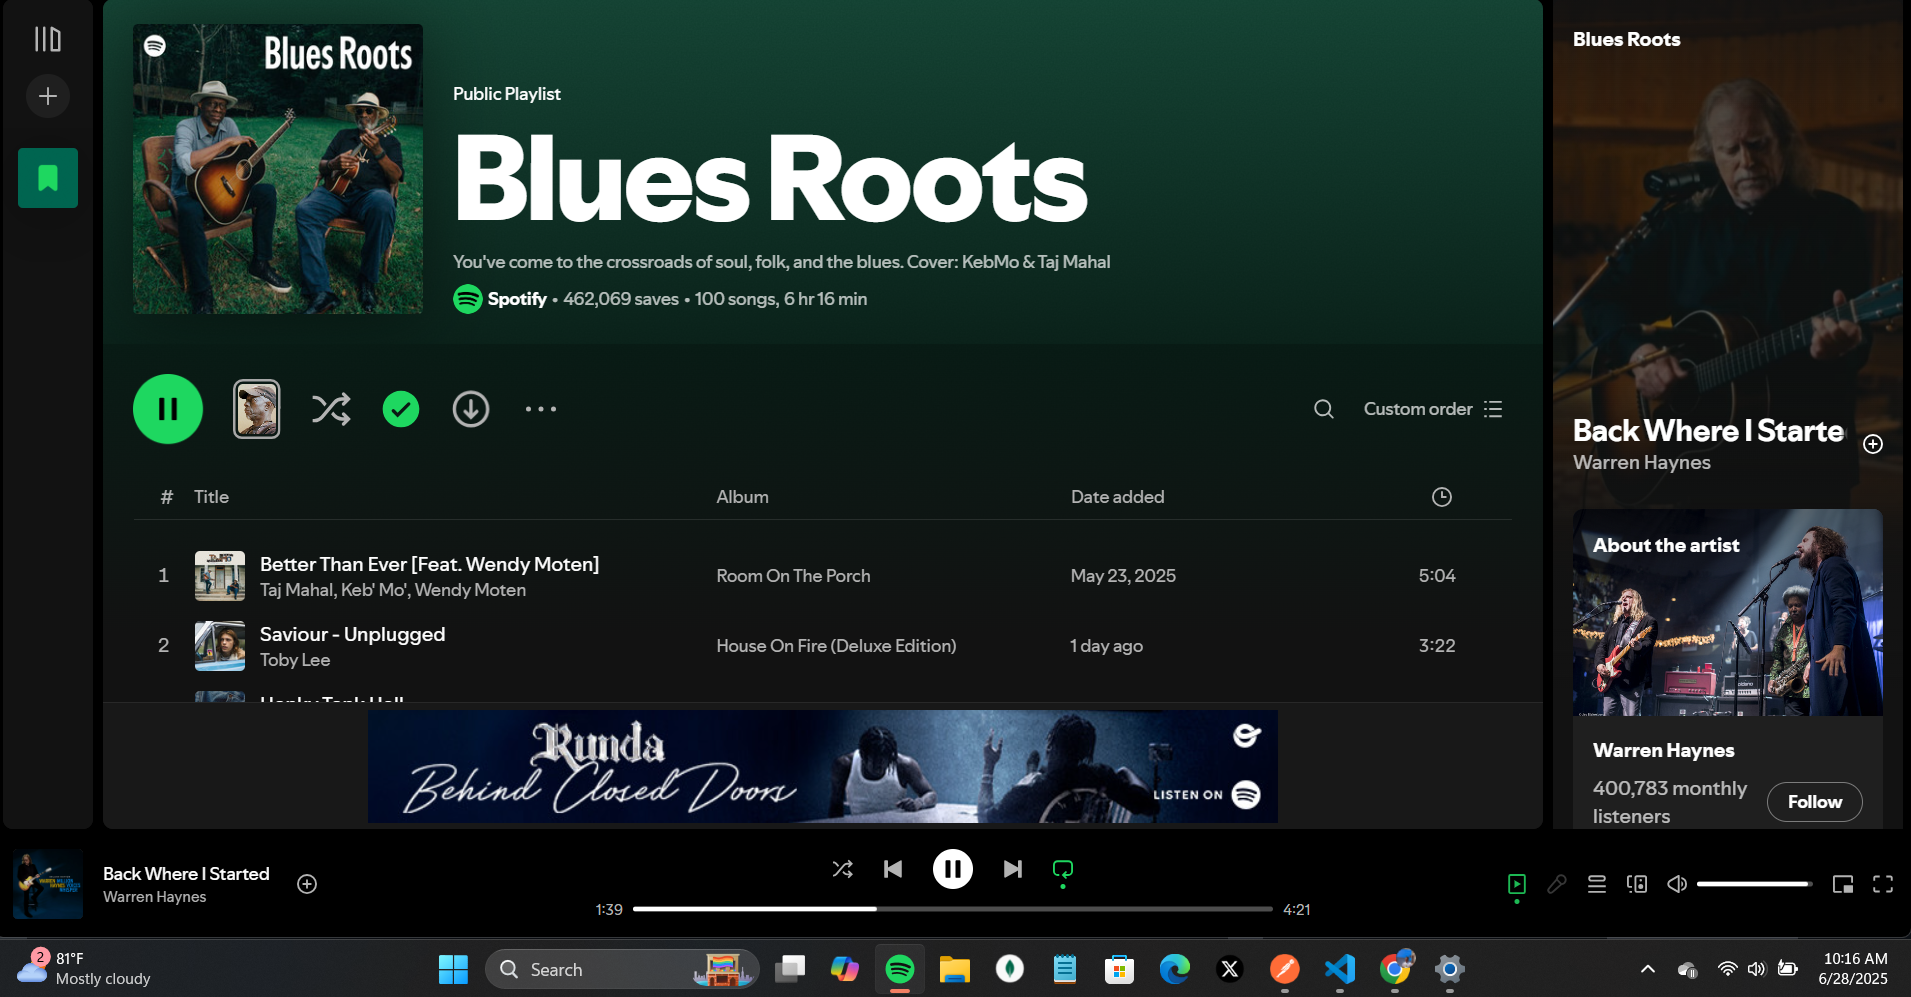 Blues Roots
Public Playlist
Blues Roots
You've come to the crossroads of soul, folk, and the blues. Cover: KebMo & Taj Mahal
Spotify • 462,069 saves • 100 songs, 6 hr 16 min
Custom order
# Title Album Date added
1 Better Than Ever [Feat. Wendy Moten] Room On The Porch May 23, 2025 5:04
Taj Mahal, Keb' Mo', Wendy Moten
2 Saviour - Unplugged House On Fire (Deluxe Edition) 1 day ago 3:22
Toby Lee
Honky Tonk Hell
Runda
Behind Closed Doors
LISTEN ON
Blues Roots
Back Where I Starte
Warren Haynes
About the artist
Warren Haynes
400,783 monthly
listeners
Follow
Back Where I Started
Warren Haynes
1:39
4:21
2
81°F
Mostly cloudy
Search
10:16 AM
6/28/2025